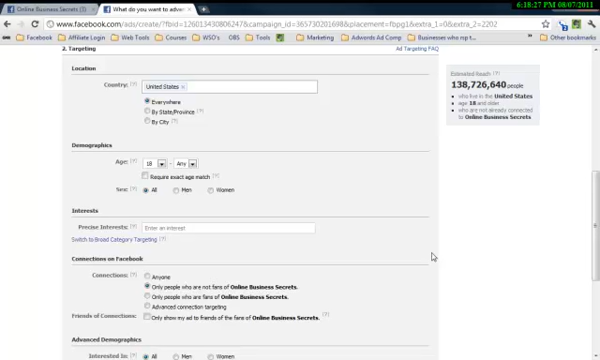 6:18:27 PM 08/07/2011
Online Business Secrets (3)
What do you want to adver
www.facebook.com/ads/create/?fbid=126013430806247&campaign_id=365730201698&placement=fbpg1&extra_1=0&extra_2=2202
Facebook
Affiliate Login
Web Tools
Courses
WSO's
OBS
Tools
Marketing
Adwords Ad Comp
Businesses who np t
Other bookmarks
2. Targeting
Ad Targeting FAQ
Location
Country: [?]
United States ×
Everywhere
By State/Province [?]
By City [?]
Estimated Reach [?]
138,726,640 people
who live in the United States
age 18 and older
who are not already connected to Online Business Secrets
Demographics
Age: [?]
18 - Any
Require exact age match [?]
Sex: [?]
All
Men
Women
Interests
Precise Interests: [?]
Enter an interest
Switch to Broad Category Targeting [?]
Connections on Facebook
Connections: [?]
Anyone
Only people who are not fans of Online Business Secrets.
Only people who are fans of Online Business Secrets.
Advanced connection targeting
Friends of Connections: [?]
Only show my ad to friends of the fans of Online Business Secrets. [?]
Advanced Demographics
Interested In: [?]
All
Men
Women